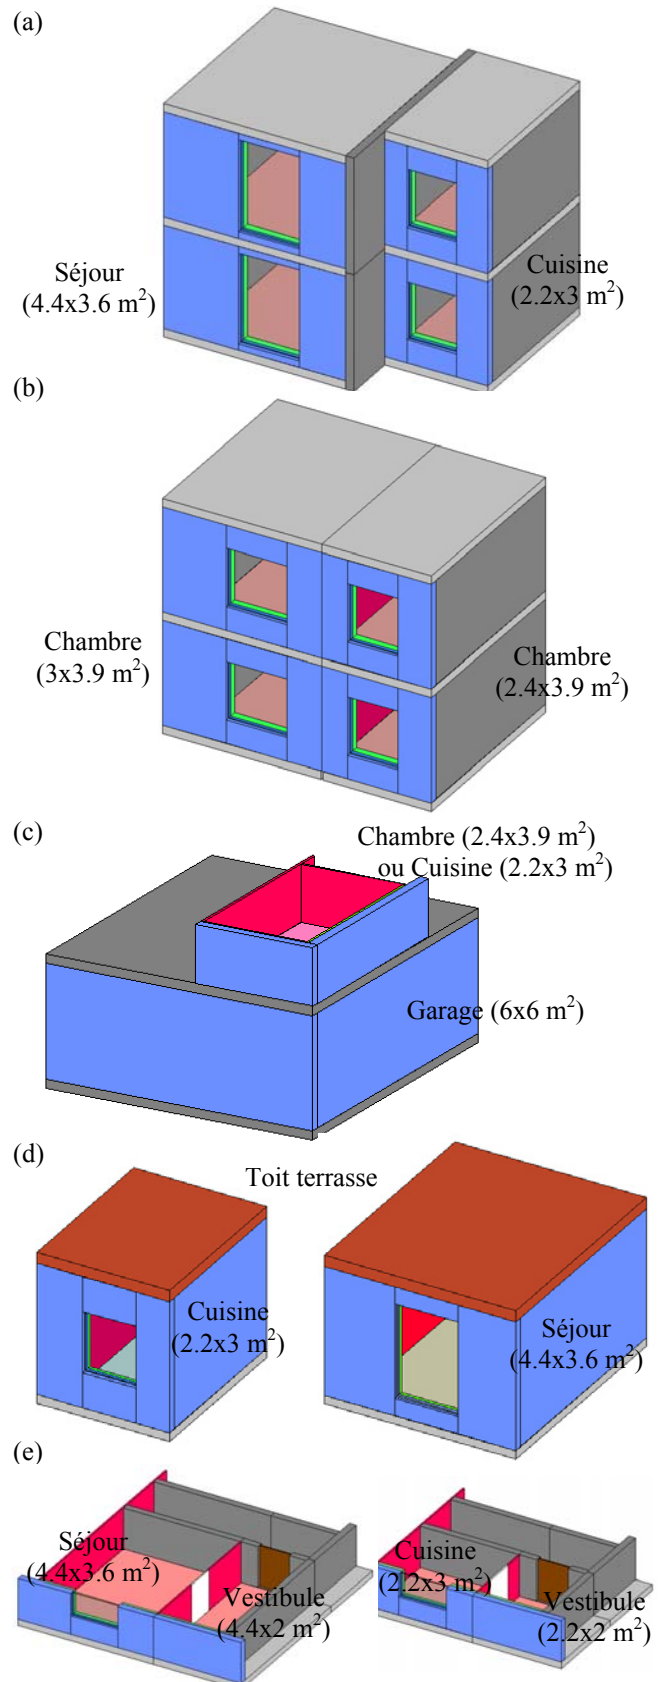 (a)
Séjour
(4.4x3.6 m²)
Cuisine
(2.2x3 m²)
(b)
Chambre
(3x3.9 m²)
Chambre
(2.4x3.9 m²)
(c)
Chambre (2.4x3.9 m²)
ou Cuisine (2.2x3 m²)
Garage (6x6 m²)
(d)
Toit terrasse
Cuisine
(2.2x3 m²)
Séjour
(4.4x3.6 m²)
(e)
Séjour
(4.4x3.6 m²)
Vestibule
(4.4x2 m²)
Cuisine
(2.2x3 m²)
Vestibule
(2.2x2 m²)